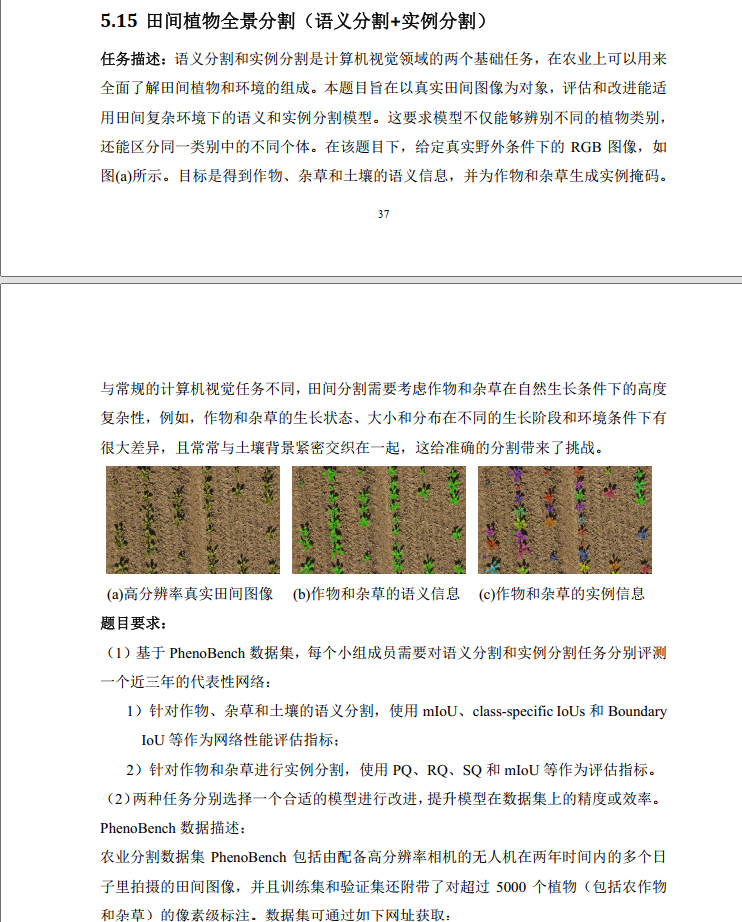 5.15 田间植物全景分割（语义分割+实例分割）
任务描述：语义分割和实例分割是计算机视觉领域的两个基础任务，在农业上可以用来
全面了解田间植物和环境的组成。本题目旨在以真实田间图像为对象，评估和改进能适
用田间复杂环境下的语义和实例分割模型。这要求模型不仅能够辨别不同的植物类别，
还能区分同一类别中的不同个体。在该题目下，给定真实野外条件下的 RGB 图像，如
图(a)所示。目标是得到作物、杂草和土壤的语义信息，并为作物和杂草生成实例掩码。
37
与常规的计算机视觉任务不同，田间分割需要考虑作物和杂草在自然生长条件下的高度
复杂性，例如，作物和杂草的生长状态、大小和分布在不同的生长阶段和环境条件下有
很大差异，且常常与土壤背景紧密交织在一起，这给准确的分割带来了挑战。
(a)高分辨率真实田间图像 (b)作物和杂草的语义信息 (c)作物和杂草的实例信息
题目要求：
（1）基于 PhenoBench 数据集，每个小组成员需要对语义分割和实例分割任务分别评测
一个近三年的代表性网络：
1）针对作物、杂草和土壤的语义分割，使用 mIoU、class-specific IoUs 和 Boundary
IoU 等作为网络性能评估指标；
2）针对作物和杂草进行实例分割，使用 PQ、RQ、SQ 和 mIoU 等作为评估指标。
（2）两种任务分别选择一个合适的模型进行改进，提升模型在数据集上的精度或效率。
PhenoBench 数据描述：
农业分割数据集 PhenoBench 包括由配备高分辨率相机的无人机在两年时间内的多个日
子里拍摄的田间图像，并且训练集和验证集还附带了对超过 5000 个植物（包括农作物
和杂草）的像素级标注。数据集可通过如下网址获取：